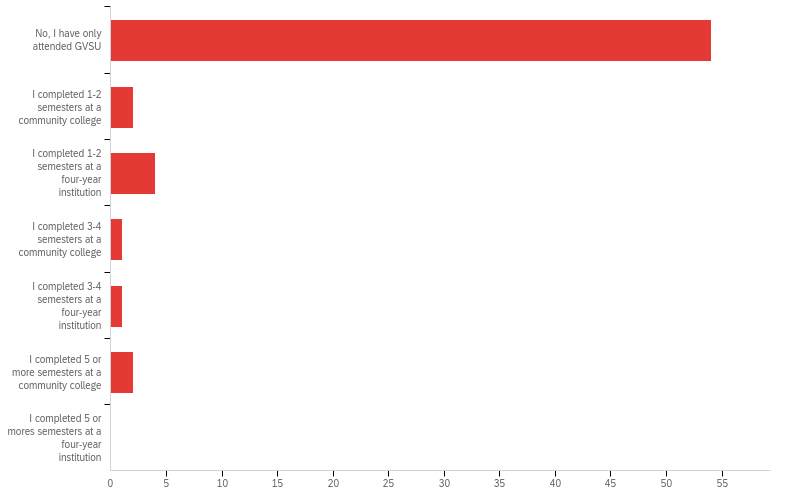 No, I have only
attended GVSU
I completed 1-2
semesters at a
community college
I completed 1-2
semesters at a
four-year
institution
I completed 3-4
semesters at a
community college
I completed 3-4
semesters at a
four-year
institution
I completed 5 or
more semesters at a
community college
I completed 5 or
mores semesters at a
four-year
institution
0 5 10 15 20 25 30 35 40 45 50 55